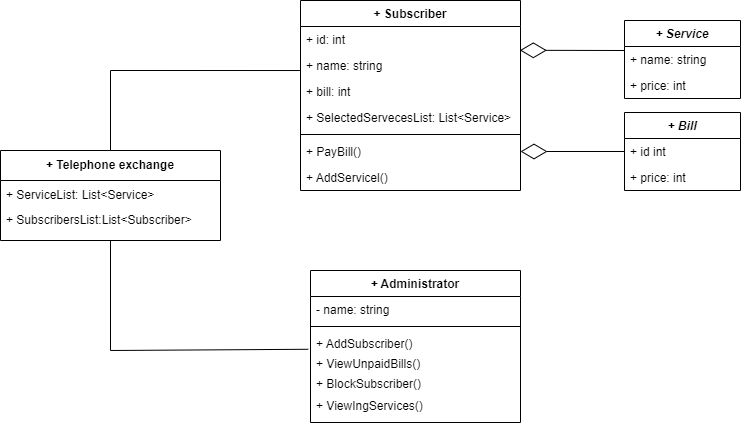 + Subscriber
+ id: int
+ name: string
+ bill: int
+ SelectedServecesList: List<Service>
+ PayBill()
+ AddServiceI()
+ Service
+ name: string
+ price: int
+ Bill
+ id int
+ price: int
+ Telephone exchange
+ ServiceList: List<Service>
+ SubscribersList:List<Subscriber>
+ Administrator
- name: string
+ AddSubscriber()
+ ViewUnpaidBills()
+ BlockSubscriber()
+ ViewIngServices()